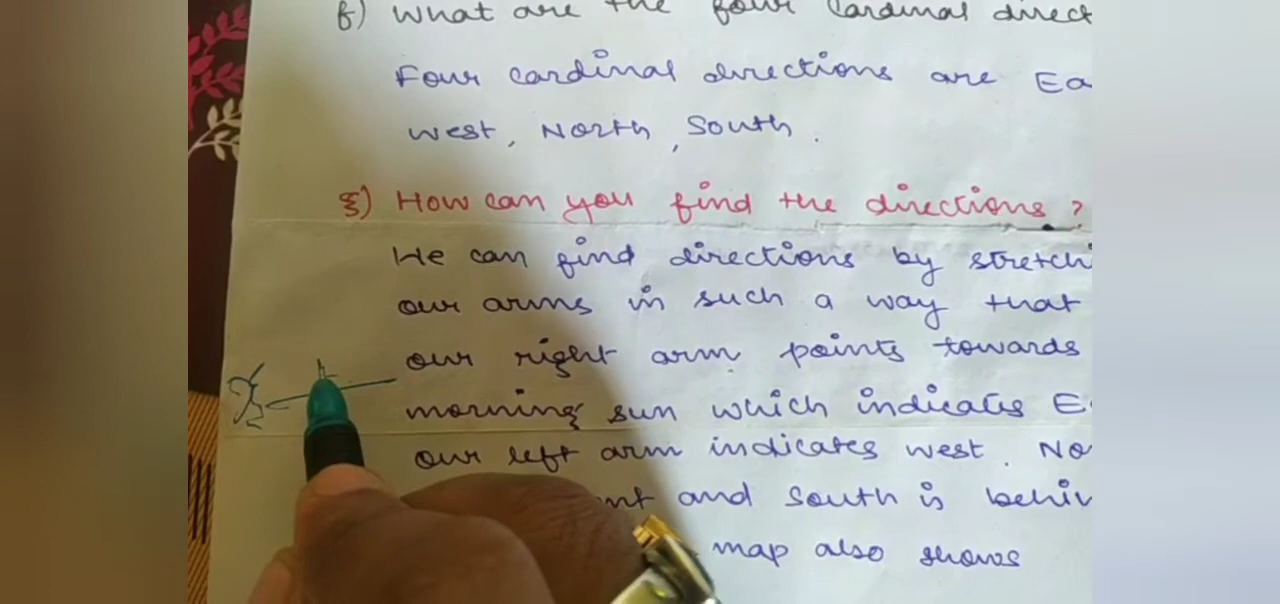 f) What are the four Cardinal direct
Four cardinal directions are Ea
West, North, South.
g) How can you find the directions?
We can find directions by stretchi
our arms in such a way that
our right arm points towards
morning sun which indicates E
our left arm indicates west. No
nt and South is behin
map also shows